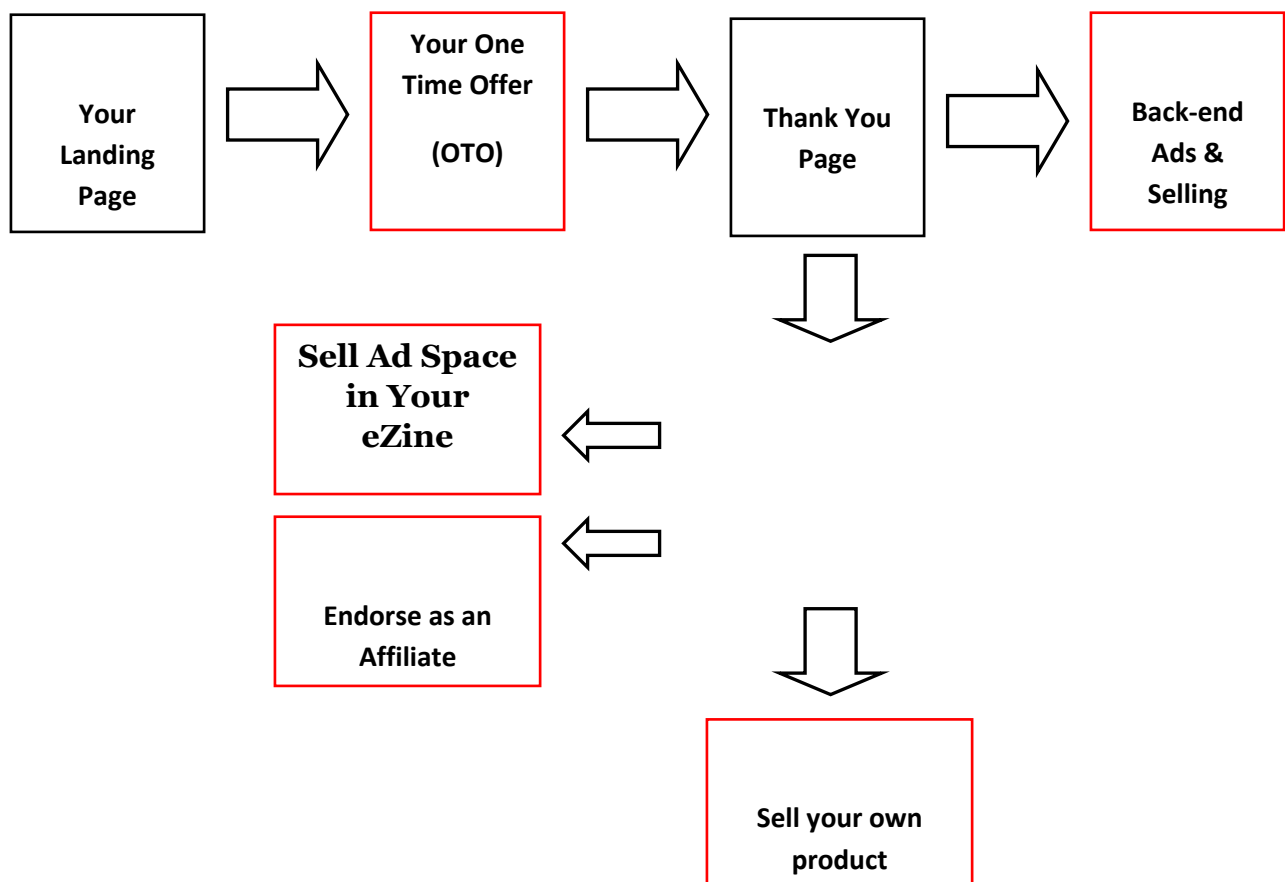 Your
Landing
Page
Your One
Time Offer
(OTO)
Thank You
Page
Back-end
Ads &
Selling
Sell Ad Space
in Your
eZine
Endorse as an
Affiliate
Sell your own
product